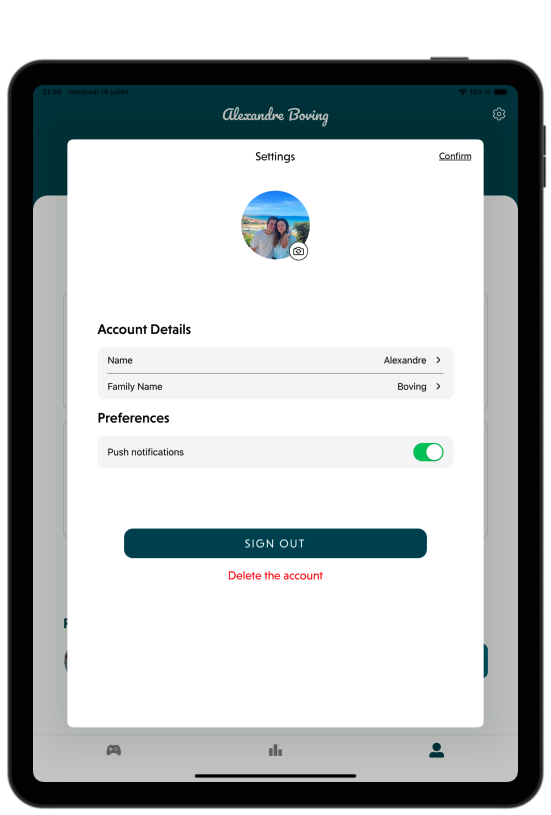 21:08 Vendredi 19 juillet 100 %
Alexandre Boving
Settings Confirm
Account Details
Name Alexandre
Family Name Boving
Preferences
Push notifications
SIGN OUT
Delete the account